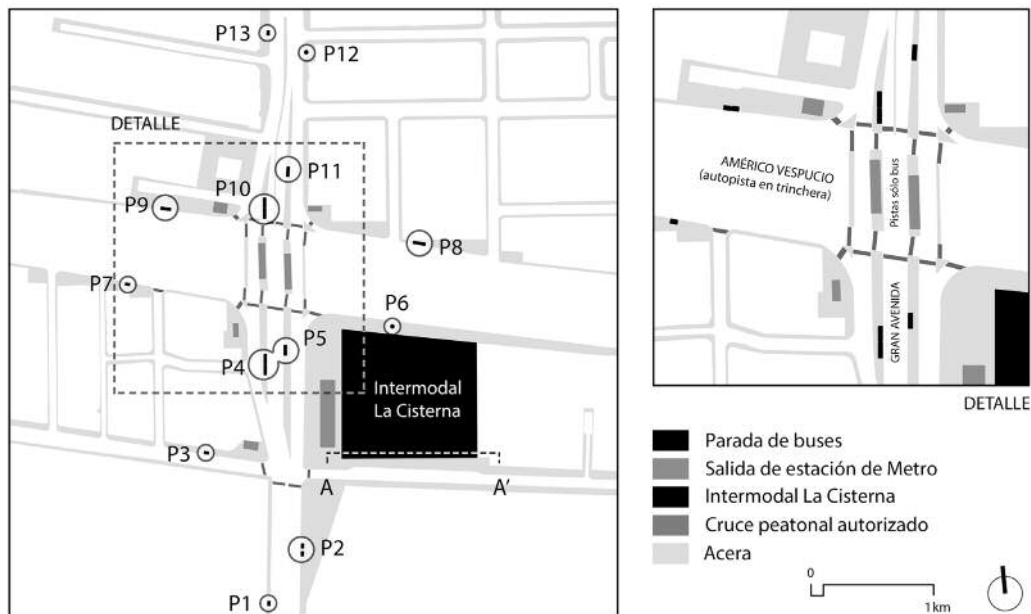 P13
P12
DETALLE
P11
P10
P9
P8
P7
P6
P5
P4
Intermodal
La Cisterna
P3
A
A'
P2
P1
AMÉRICO VESPUCIO
(autopista en trinchera)
Pistas sólo bus
GRAN AVENIDA
DETALLE
Parada de buses
Salida de estación de Metro
Intermodal La Cisterna
Cruce peatonal autorizado
Acera
0
1km